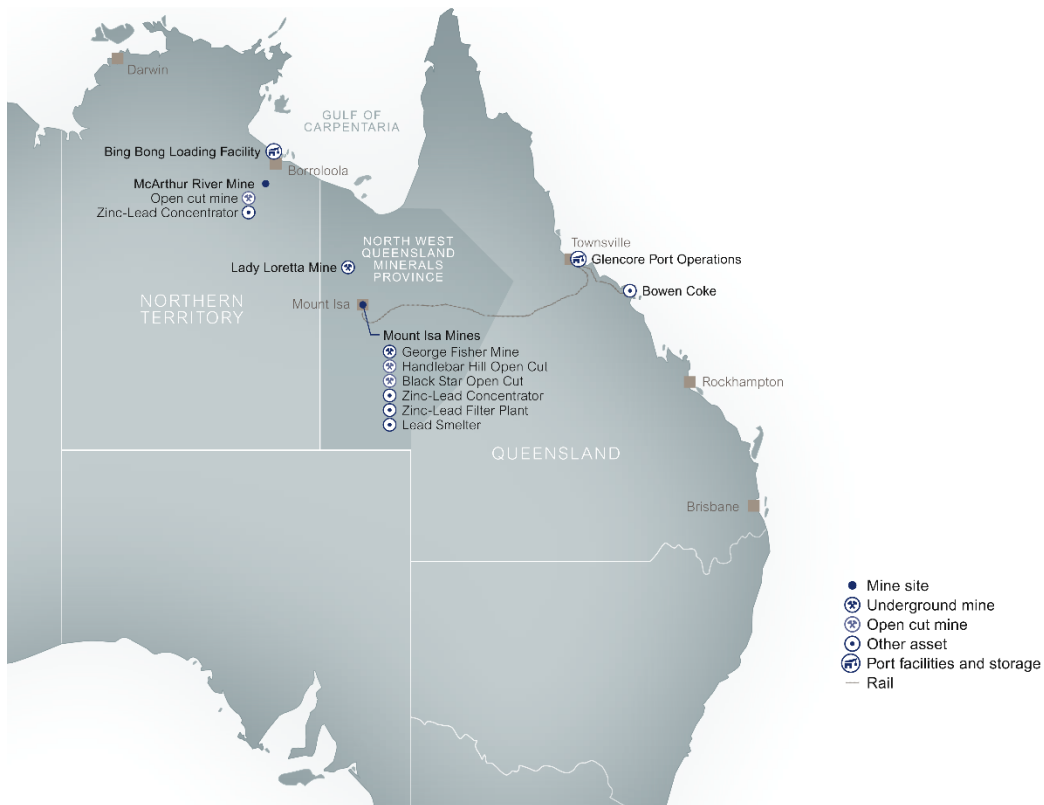 Darwin
GULF OF
CARPENTARIA
Bing Bong Loading Facility
Borroloola
McArthur River Mine
Open cut mine
Zinc-Lead Concentrator
NORTH WEST
QUEENSLAND
MINERALS
PROVINCE
Townsville
Glencore Port Operations
Lady Loretta Mine
Bowen Coke
NORTHERN
TERRITORY
Mount Isa
Mount Isa Mines
George Fisher Mine
Handlebar Hill Open Cut
Black Star Open Cut
Zinc-Lead Concentrator
Zinc-Lead Filter Plant
Lead Smelter
Rockhampton
QUEENSLAND
Brisbane
Mine site
Underground mine
Open cut mine
Other asset
Port facilities and storage
Rail